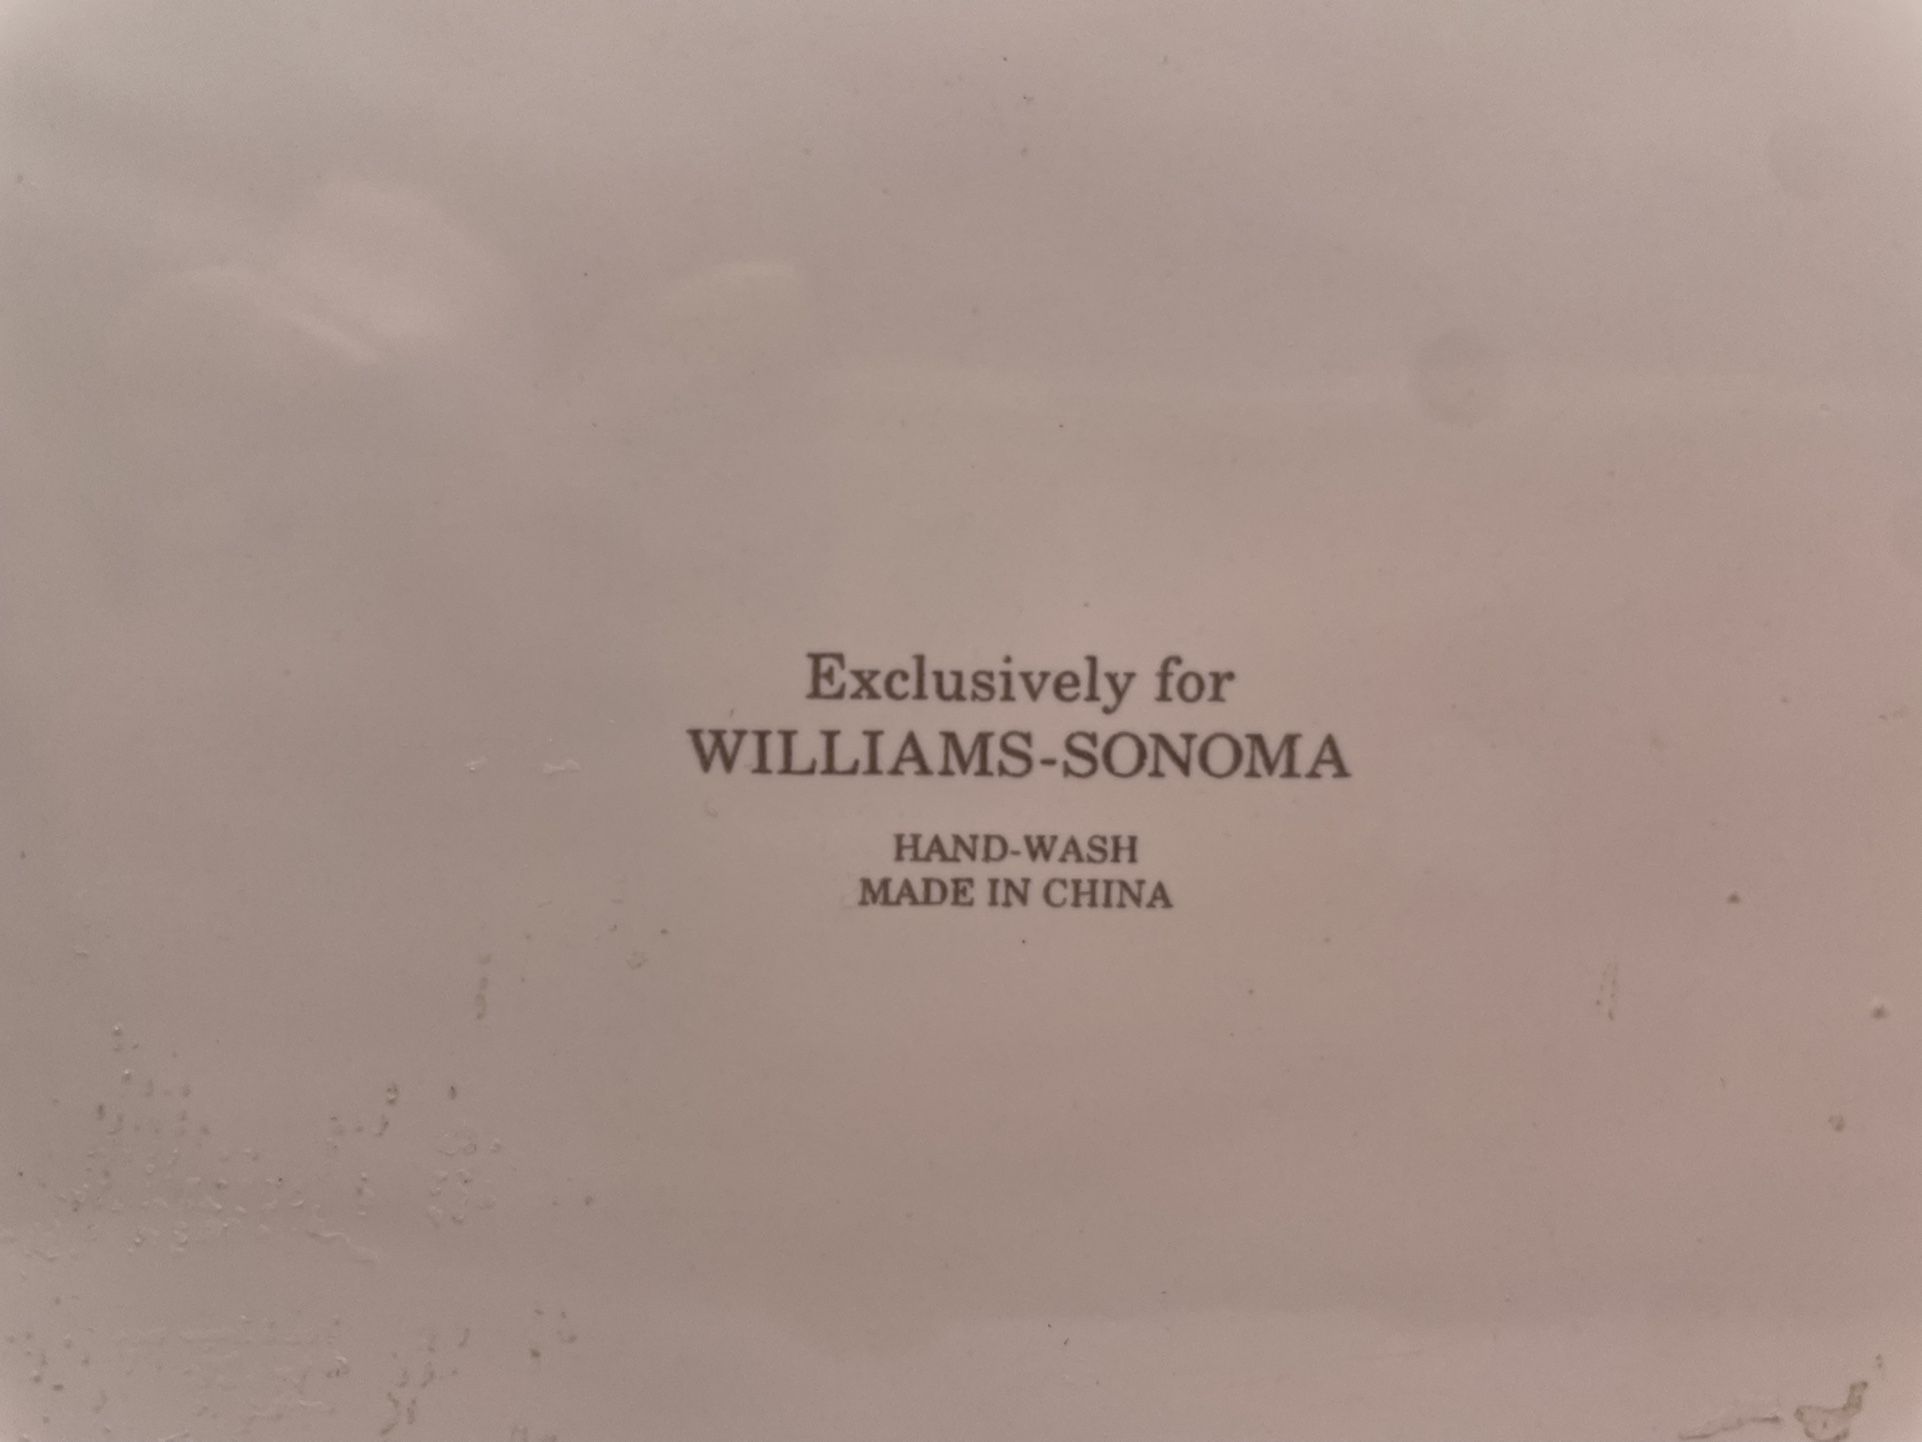 Exclusively for
WILLIAMS-SONOMA
HAND-WASH
MADE IN CHINA